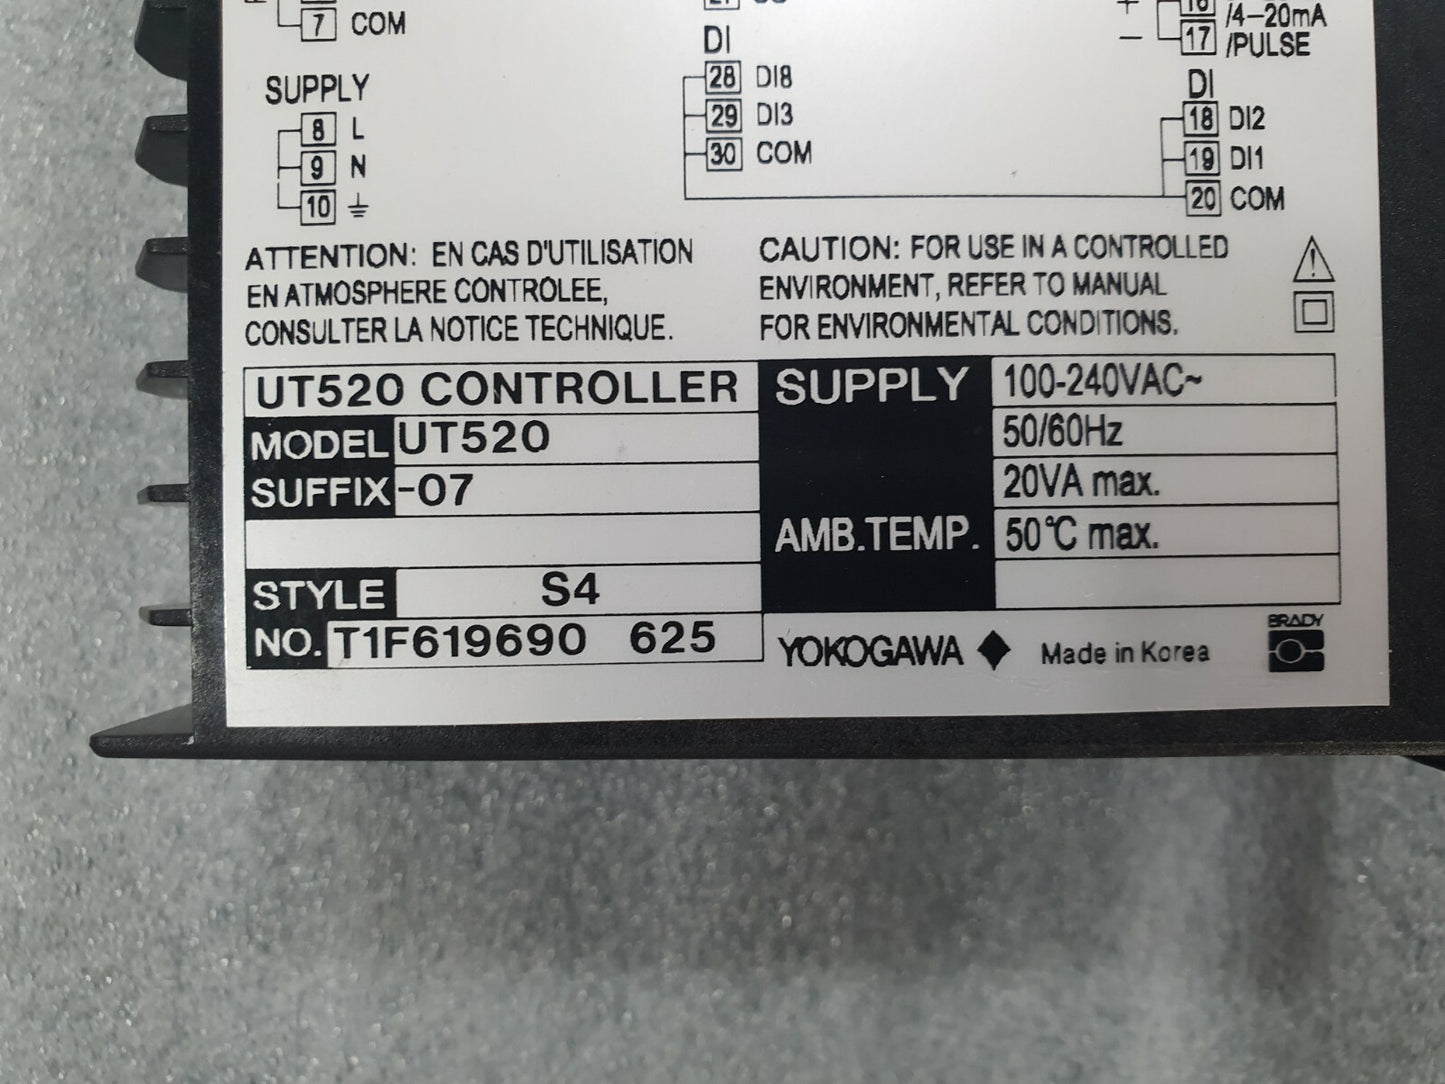 7 COM
SUPPLY
8 L
9 N
10
DI
28 DI8
29 DI3
30 COM
16 /4-20mA
+
− 17 /PULSE
DI
18 DI2
19 DI1
20 COM
ATTENTION: EN CAS D'UTILISATION
EN ATMOSPHERE CONTRÔLEE,
CONSULTER LA NOTICE TECHNIQUE.
CAUTION: FOR USE IN A CONTROLLED
ENVIRONMENT, REFER TO MANUAL
FOR ENVIRONMENTAL CONDITIONS.
UT520 CONTROLLER
MODEL UT520
SUFFIX -07
STYLE S4
NO. T1F619690 625
SUPPLY 100-240VAC~
50/60Hz
20VA max.
AMB.TEMP. 50°C max.
YOKOGAWA ◆ Made in Korea
BRADY